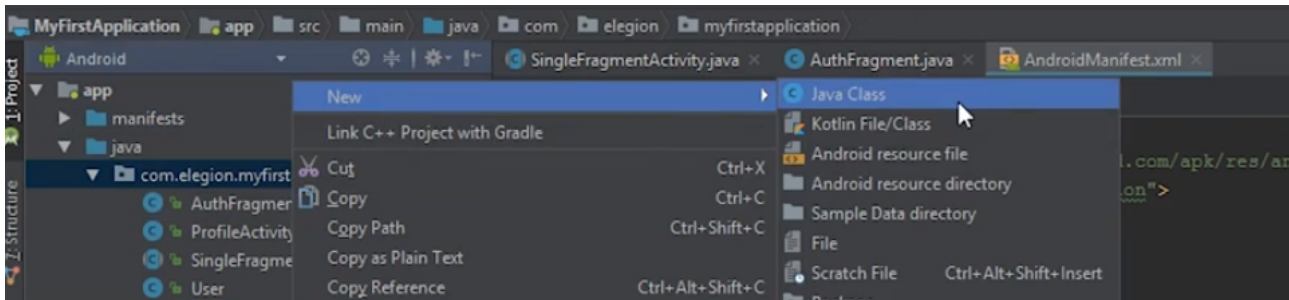 MyFirstApplication app src main java com elegion myfirstapplication
1: Project
Android
SingleFragmentActivity.java
AuthFragment.java
AndroidManifest.xml
app
manifests
java
com.elegion.myfirst
AuthFragmer
ProfileActivity
SingleFragme
User
Z: Structure
New
Link C++ Project with Gradle
Cut Ctrl+X
Copy Ctrl+C
Copy Path Ctrl+Shift+C
Copy as Plain Text
Copy Reference Ctrl+Alt+Shift+C
Java Class
Kotlin File/Class
Android resource file
Android resource directory
Sample Data directory
File
Scratch File Ctrl+Alt+Shift+Insert
.com/apk/res/an
on">